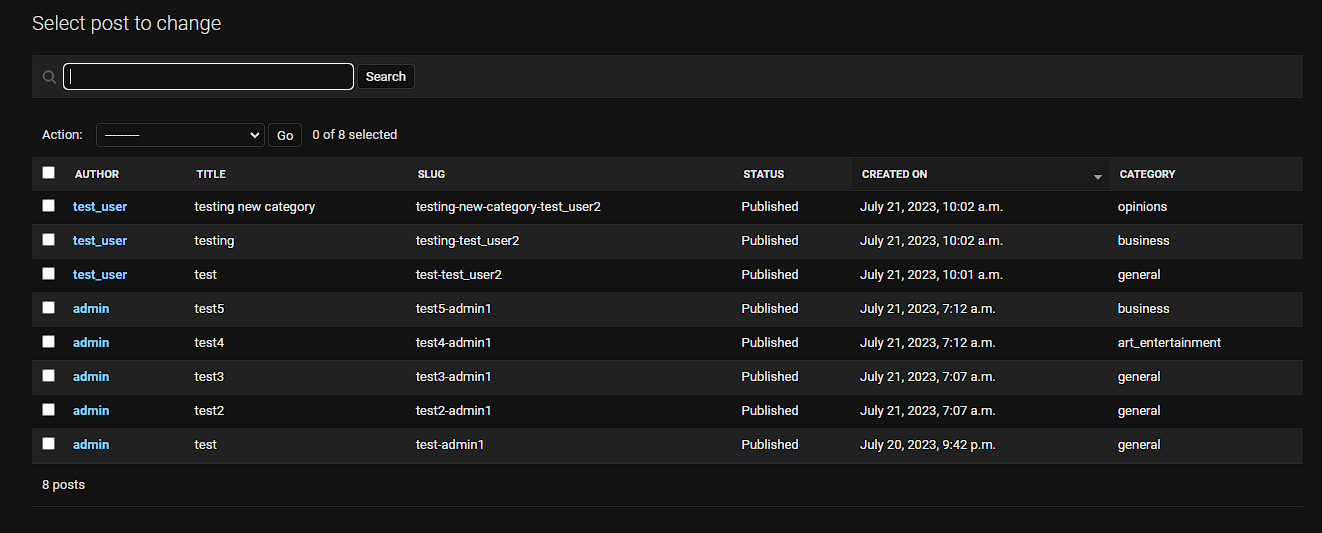 Select post to change
Search
Action: --------- Go 0 of 8 selected
AUTHOR TITLE SLUG STATUS CREATED ON CATEGORY
test_user testing new category testing-new-category-test_user2 Published July 21, 2023, 10:02 a.m. opinions
test_user testing testing-test_user2 Published July 21, 2023, 10:02 a.m. business
test_user test test-test_user2 Published July 21, 2023, 10:01 a.m. general
admin test5 test5-admin1 Published July 21, 2023, 7:12 a.m. business
admin test4 test4-admin1 Published July 21, 2023, 7:12 a.m. art_entertainment
admin test3 test3-admin1 Published July 21, 2023, 7:07 a.m. general
admin test2 test2-admin1 Published July 21, 2023, 7:07 a.m. general
admin test test-admin1 Published July 20, 2023, 9:42 p.m. general
8 posts